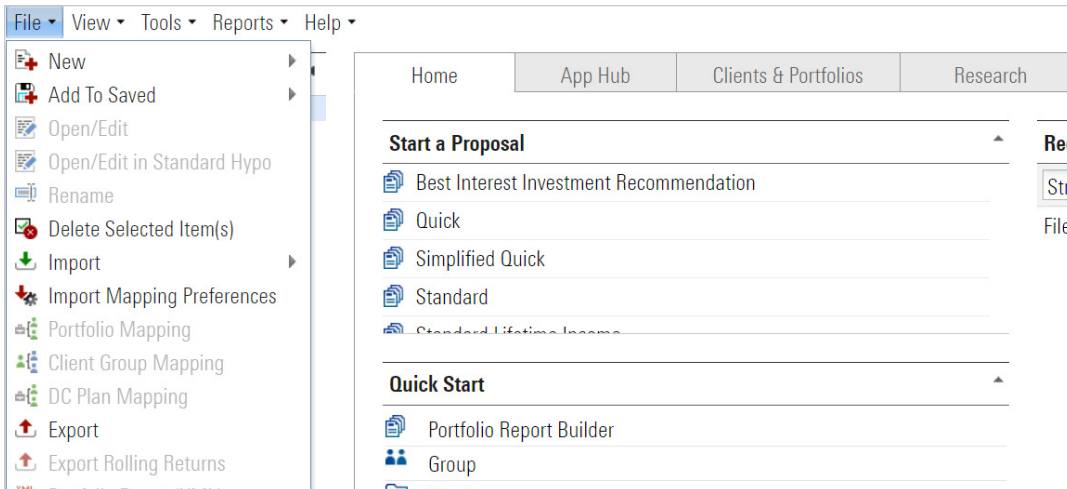 File View Tools Reports Help
New
Add To Saved
Open/Edit
Open/Edit in Standard Hypo
Rename
Delete Selected Item(s)
Import
Import Mapping Preferences
Portfolio Mapping
Client Group Mapping
DC Plan Mapping
Export
Export Rolling Returns
Home App Hub Clients & Portfolios Research
Start a Proposal
Best Interest Investment Recommendation
Quick
Simplified Quick
Standard
Standard Lifetime Income
Quick Start
Portfolio Report Builder
Group